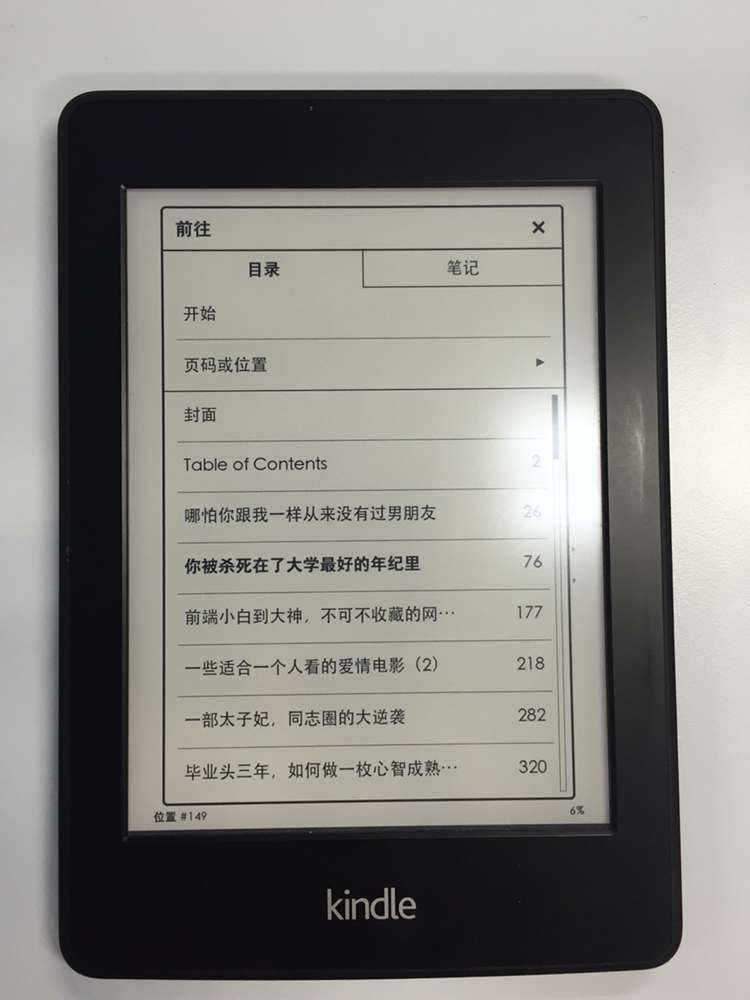 前往 ×
目录 笔记
开始
页码或位置
封面
Table of Contents 2
哪怕你跟我一样从来没有过男朋友 26
你被杀死在了大学最好的年纪里 76
前端小白到大神，不可不收藏的网… 177
一些适合一个人看的爱情电影（2） 218
一部太子妃，同志圈的大逆袭 282
毕业头三年，如何做一枚心智成熟… 320
位置 #149 6%
kindle